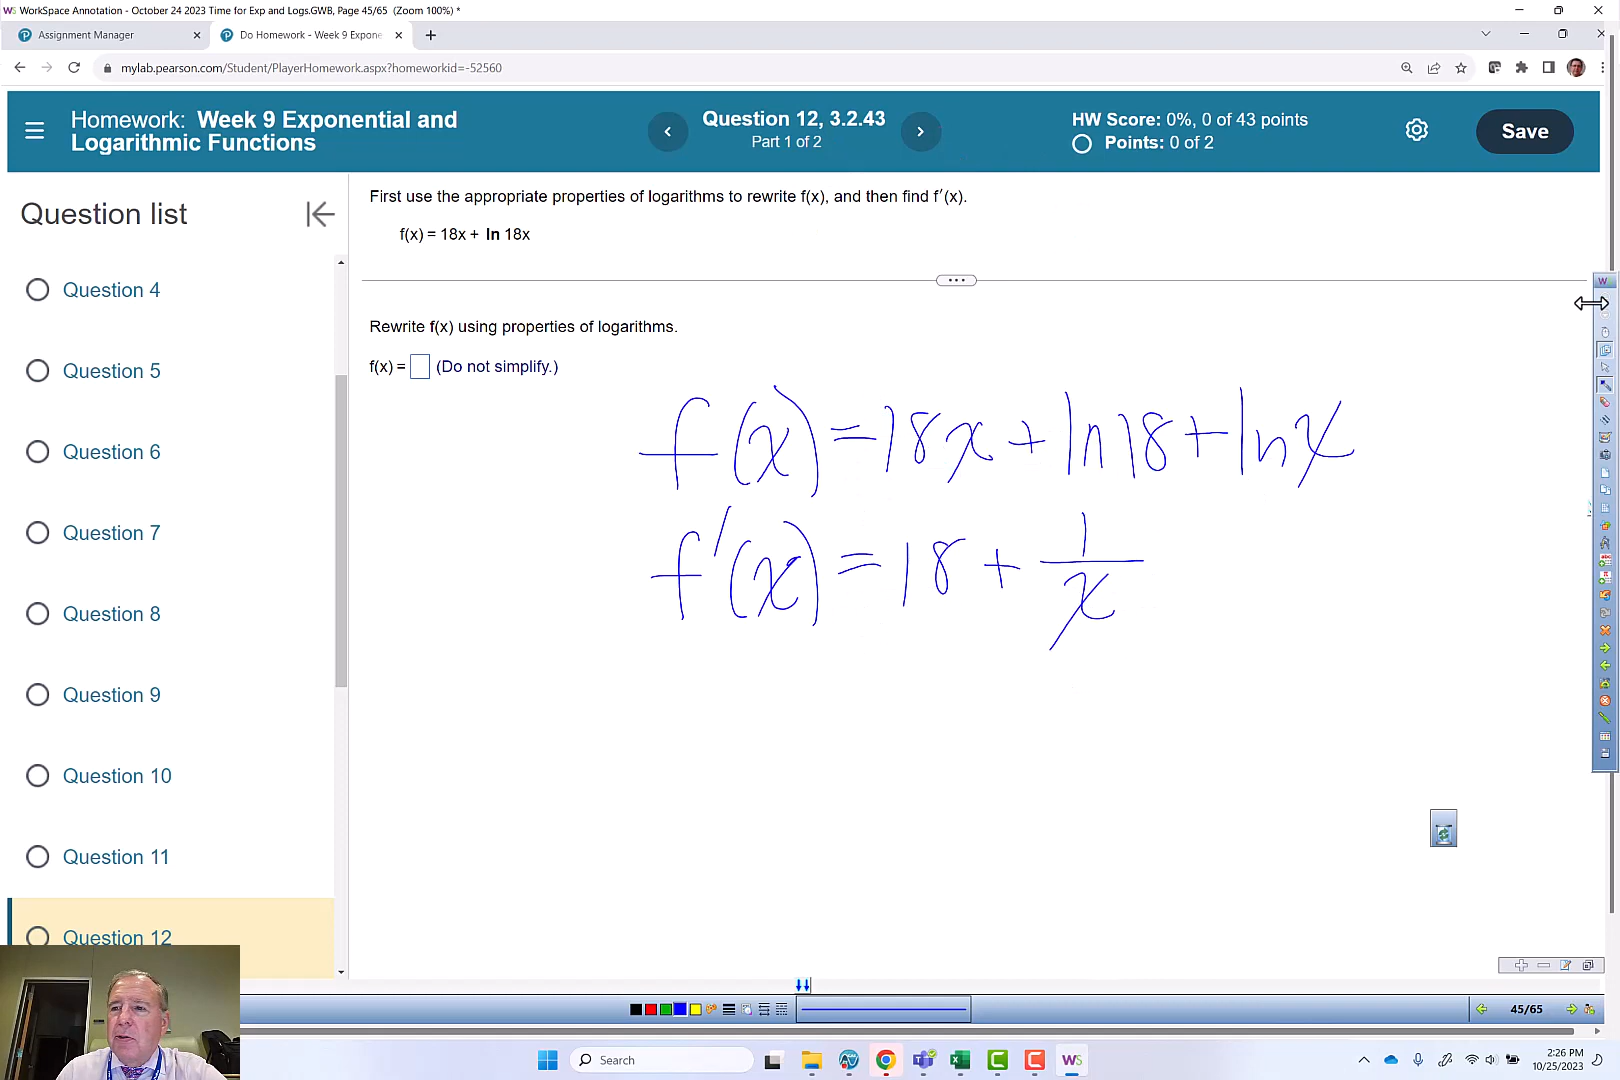 WS WorkSpace Annotation - October 24 2023 Time for Exp and Logs.GWB, Page 45/65 (Zoom 100%) *
Assignment Manager
Do Homework - Week 9 Expone
mylab.pearson.com/Student/PlayerHomework.aspx?homeworkid=-52560
Homework: Week 9 Exponential and
Logarithmic Functions
Question 12, 3.2.43
Part 1 of 2
HW Score: 0%, 0 of 43 points
Points: 0 of 2
Save
Question list
Question 4
Question 5
Question 6
Question 7
Question 8
Question 9
Question 10
Question 11
Question 12
First use the appropriate properties of logarithms to rewrite f(x), and then find f′(x).
f(x) = 18x + ln 18x
Rewrite f(x) using properties of logarithms.
f(x) = (Do not simplify.)
f(x) = 18x + ln 18 + ln x
f′(x) = 18 + 1/x
45/65
Search
2:26 PM
10/25/2023